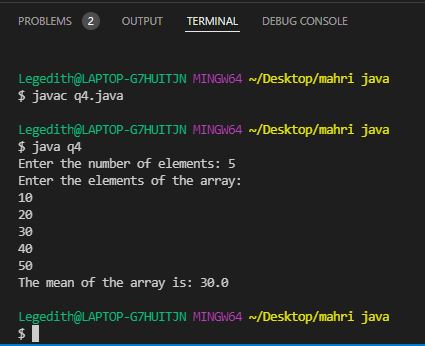 PROBLEMS 2 OUTPUT TERMINAL DEBUG CONSOLE
Legedith@LAPTOP-G7HUITJN MINGW64 ~/Desktop/mahri java
$ javac q4.java
Legedith@LAPTOP-G7HUITJN MINGW64 ~/Desktop/mahri java
$ java q4
Enter the number of elements: 5
Enter the elements of the array:
10
20
30
40
50
The mean of the array is: 30.0
Legedith@LAPTOP-G7HUITJN MINGW64 ~/Desktop/mahri java
$